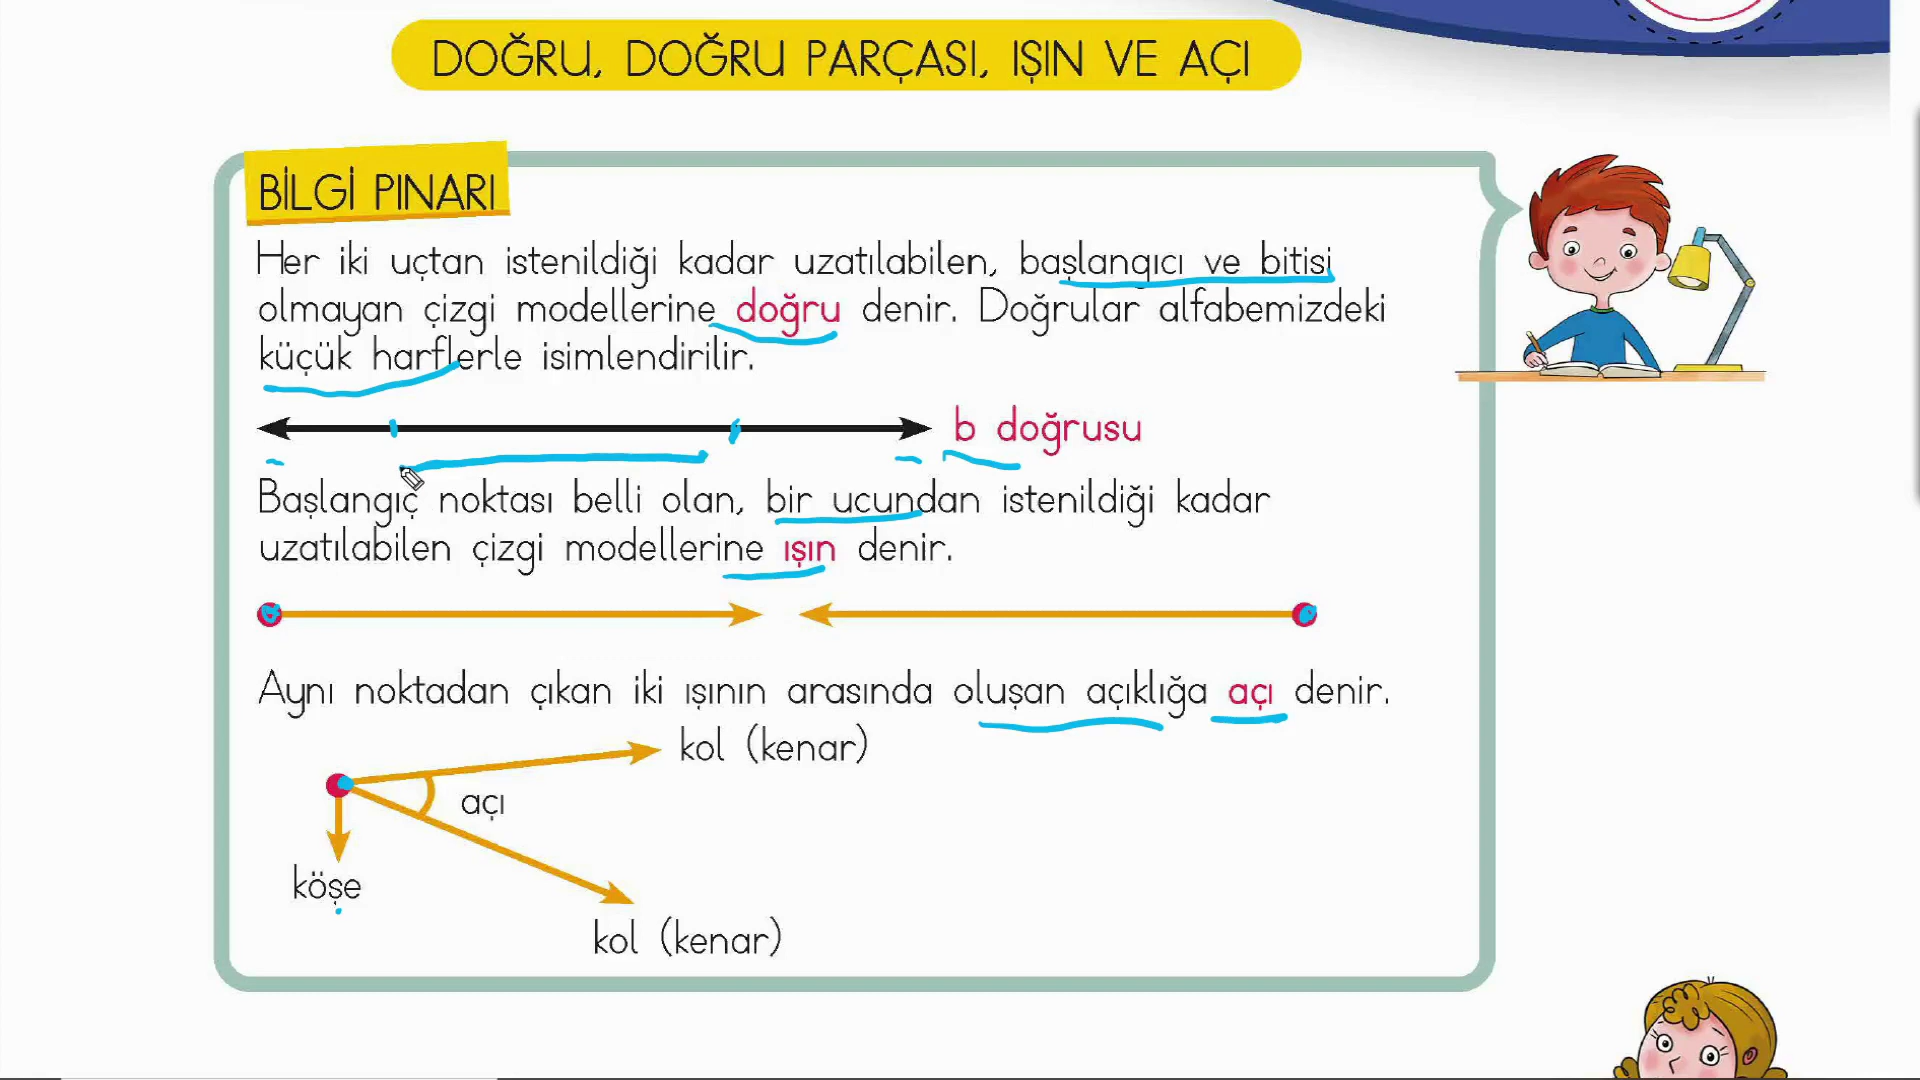 DOĞRU, DOĞRU PARÇASI, IŞIN VE AÇI
BİLGİ PINARI
Her iki uçtan istenildiği kadar uzatılabilen, başlangıcı ve bitişi
olmayan çizgi modellerine doğru denir. Doğrular alfabemizdeki
küçük harflerle isimlendirilir.
b doğrusu
Başlangıç noktası belli olan, bir ucundan istenildiği kadar
uzatılabilen çizgi modellerine ışın denir.
Aynı noktadan çıkan iki ışının arasında oluşan açıklığa açı denir.
kol (kenar)
açı
köşe
kol (kenar)